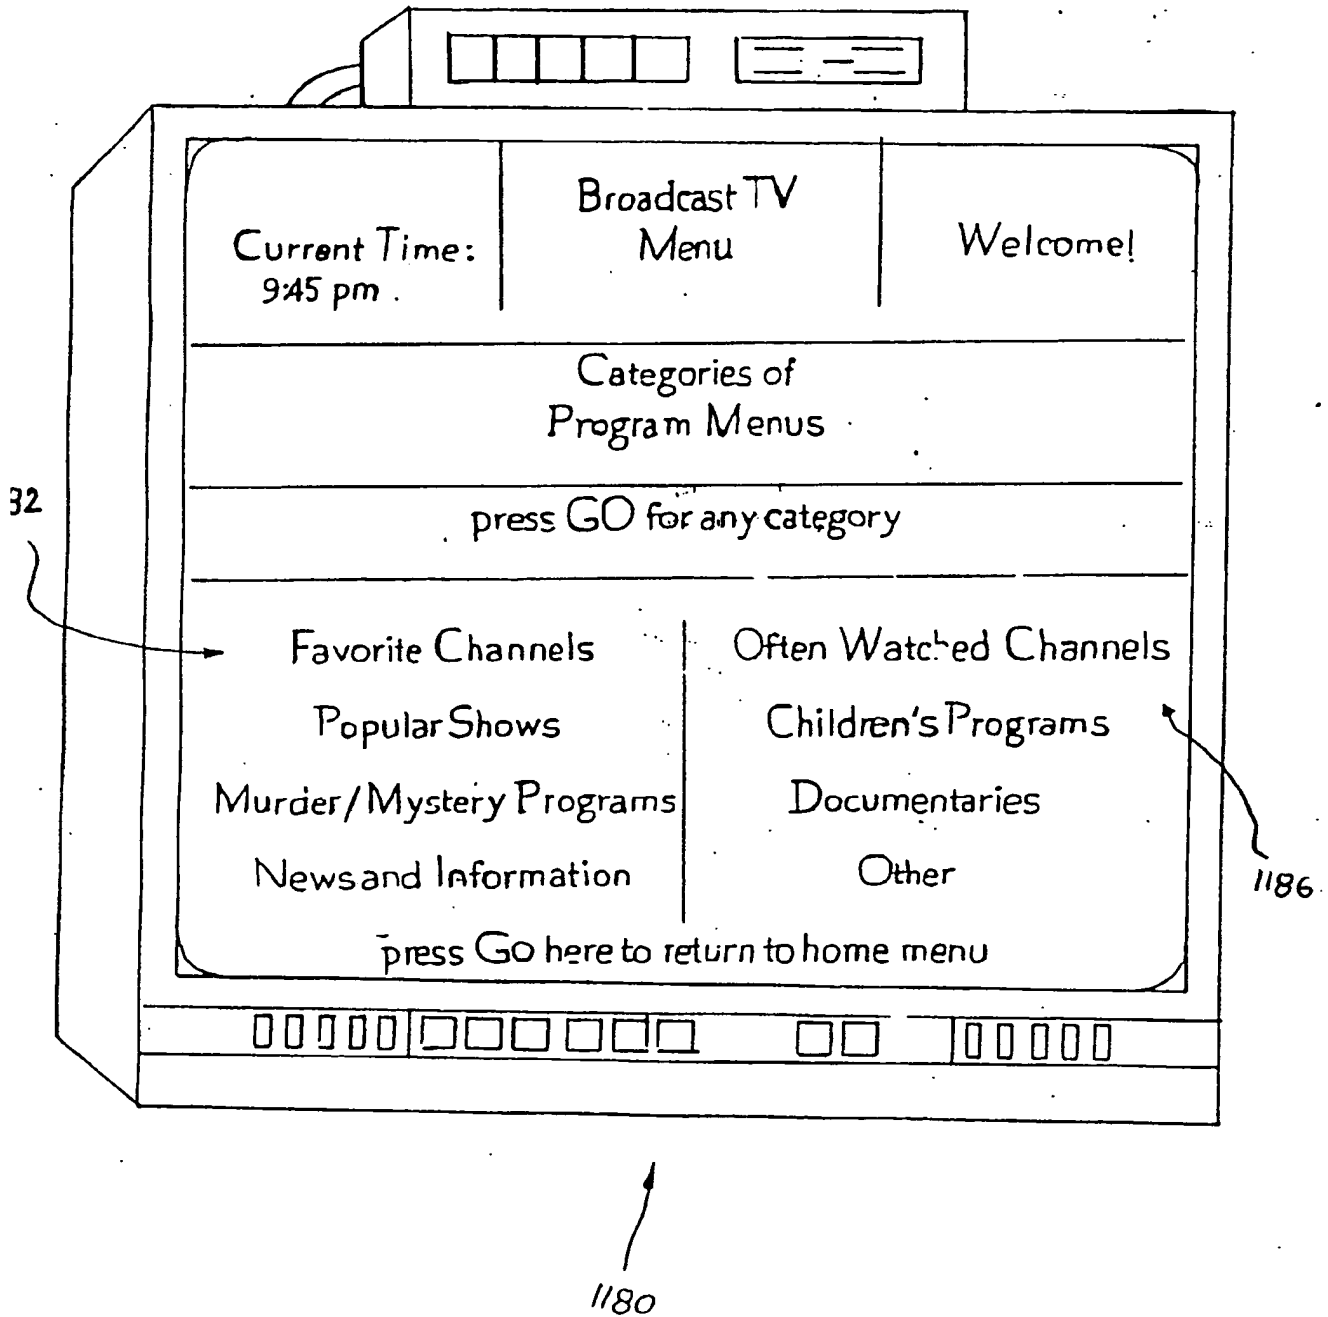 Broadcast TV
Menu
Current Time:
9:45 pm
Welcome!
Categories of
Program Menus
press GO for any category
32
Favorite Channels
Often Watched Channels
Popular Shows
Children's Programs
Murder/Mystery Programs
Documentaries
News and Information
Other
1186
press Go here to return to home menu
1180